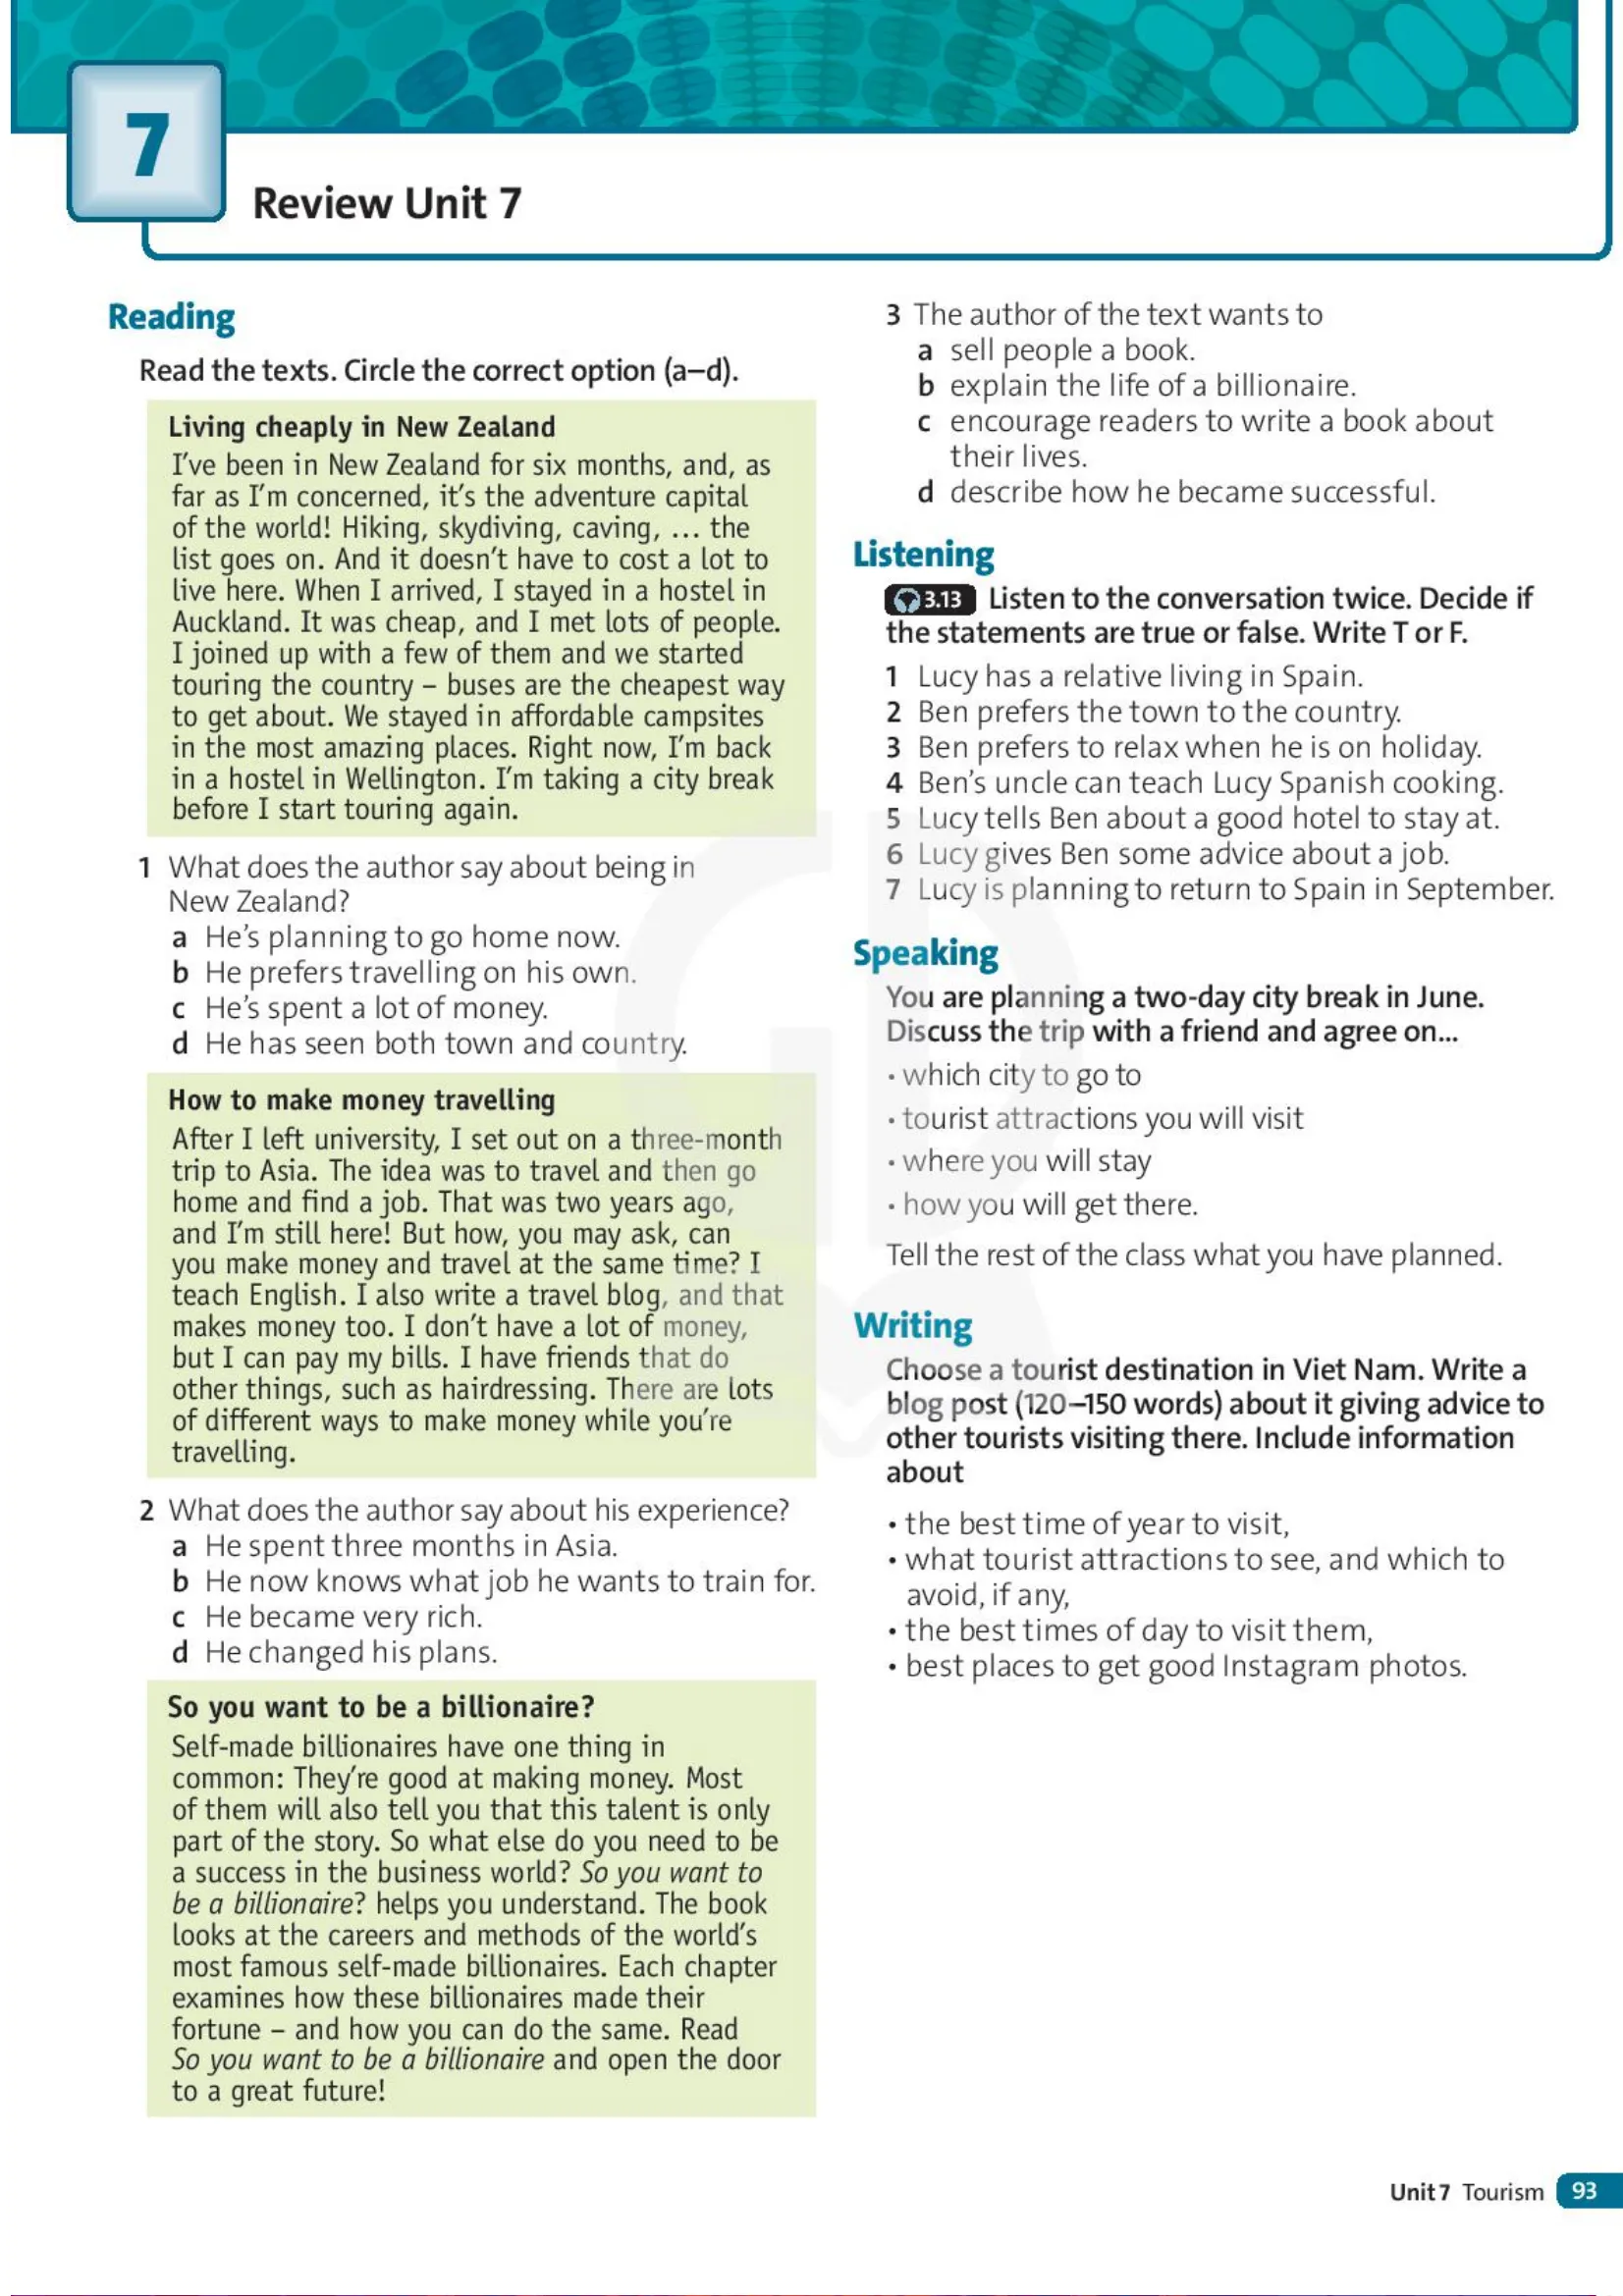 7
Review Unit 7
Reading
Read the texts. Circle the correct option (a–d).
Living cheaply in New Zealand
I've been in New Zealand for six months, and, as
far as I'm concerned, it's the adventure capital
of the world! Hiking, skydiving, caving, ... the
list goes on. And it doesn't have to cost a lot to
live here. When I arrived, I stayed in a hostel in
Auckland. It was cheap, and I met lots of people.
I joined up with a few of them and we started
touring the country – buses are the cheapest way
to get about. We stayed in affordable campsites
in the most amazing places. Right now, I'm back
in a hostel in Wellington. I'm taking a city break
before I start touring again.
1 What does the author say about being in
New Zealand?
a He's planning to go home now.
b He prefers travelling on his own.
c He's spent a lot of money.
d He has seen both town and country.
How to make money travelling
After I left university, I set out on a three-month
trip to Asia. The idea was to travel and then go
home and find a job. That was two years ago,
and I'm still here! But how, you may ask, can
you make money and travel at the same time? I
teach English. I also write a travel blog, and that
makes money too. I don't have a lot of money,
but I can pay my bills. I have friends that do
other things, such as hairdressing. There are lots
of different ways to make money while you're
travelling.
2 What does the author say about his experience?
a He spent three months in Asia.
b He now knows what job he wants to train for.
c He became very rich.
d He changed his plans.
So you want to be a billionaire?
Self-made billionaires have one thing in
common: They're good at making money. Most
of them will also tell you that this talent is only
part of the story. So what else do you need to be
a success in the business world? So you want to
be a billionaire? helps you understand. The book
looks at the careers and methods of the world's
most famous self-made billionaires. Each chapter
examines how these billionaires made their
fortune – and how you can do the same. Read
So you want to be a billionaire and open the door
to a great future!
3 The author of the text wants to
a sell people a book.
b explain the life of a billionaire.
c encourage readers to write a book about
their lives.
d describe how he became successful.
Listening
3.13 Listen to the conversation twice. Decide if
the statements are true or false. Write T or F.
1 Lucy has a relative living in Spain.
2 Ben prefers the town to the country.
3 Ben prefers to relax when he is on holiday.
4 Ben's uncle can teach Lucy Spanish cooking.
5 Lucy tells Ben about a good hotel to stay at.
6 Lucy gives Ben some advice about a job.
7 Lucy is planning to return to Spain in September.
Speaking
You are planning a two-day city break in June.
Discuss the trip with a friend and agree on...
• which city to go to
• tourist attractions you will visit
• where you will stay
• how you will get there.
Tell the rest of the class what you have planned.
Writing
Choose a tourist destination in Viet Nam. Write a
blog post (120–150 words) about it giving advice to
other tourists visiting there. Include information
about
• the best time of year to visit,
• what tourist attractions to see, and which to
avoid, if any,
• the best times of day to visit them,
• best places to get good Instagram photos.
Unit 7 Tourism 93